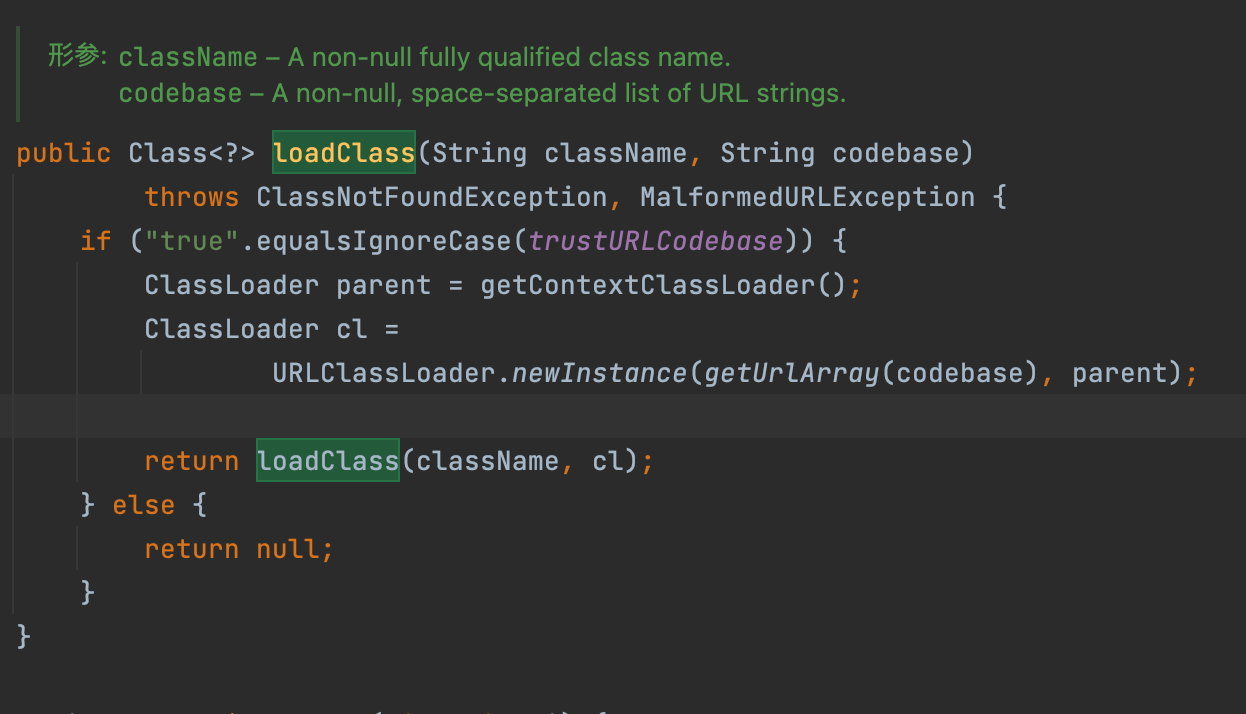 形参: className – A non-null fully qualified class name.
codebase – A non-null, space-separated list of URL strings.
public Class<?> loadClass(String className, String codebase)
throws ClassNotFoundException, MalformedURLException {
if ("true".equalsIgnoreCase(trustURLCodebase)) {
ClassLoader parent = getContextClassLoader();
ClassLoader cl =
URLClassLoader.newInstance(getUrlArray(codebase), parent);
return loadClass(className, cl);
} else {
return null;
}
}